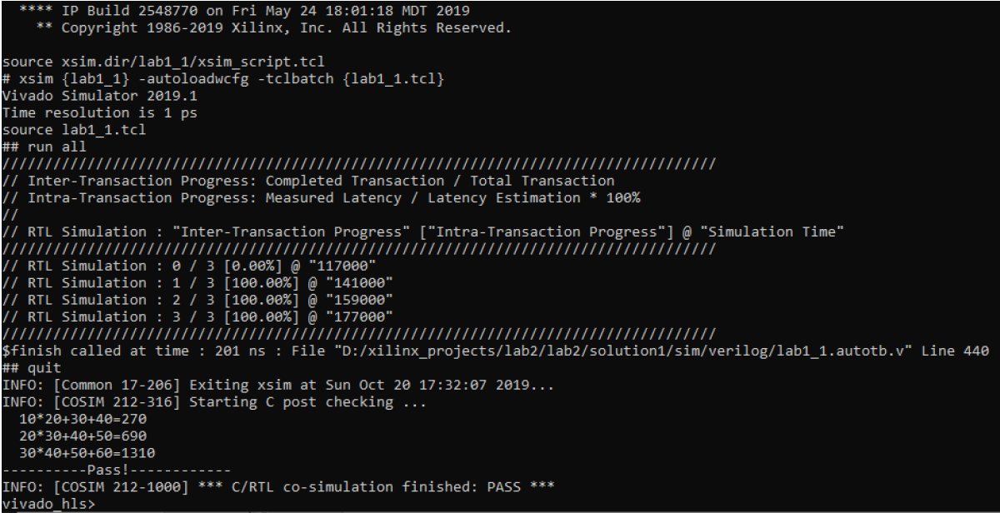 **** IP Build 2548770 on Fri May 24 18:01:18 MDT 2019
** Copyright 1986-2019 Xilinx, Inc. All Rights Reserved.
source xsim.dir/lab1_1/xsim_script.tcl
# xsim {lab1_1} -autoloadwcfg -tclbatch {lab1_1.tcl}
Vivado Simulator 2019.1
Time resolution is 1 ps
source lab1_1.tcl
## run all
////////////////////////////////////////////////////////////////////////////////////
// Inter-Transaction Progress: Completed Transaction / Total Transaction
// Intra-Transaction Progress: Measured Latency / Latency Estimation * 100%
//
// RTL Simulation : "Inter-Transaction Progress" ["Intra-Transaction Progress"] @ "Simulation Time"
////////////////////////////////////////////////////////////////////////////////////
// RTL Simulation : 0 / 3 [0.00%] @ "117000"
// RTL Simulation : 1 / 3 [100.00%] @ "141000"
// RTL Simulation : 2 / 3 [100.00%] @ "159000"
// RTL Simulation : 3 / 3 [100.00%] @ "177000"
////////////////////////////////////////////////////////////////////////////////////
$finish called at time : 201 ns : File "D:/xilinx_projects/lab2/lab2/solution1/sim/verilog/lab1_1.autotb.v" Line 440
## quit
INFO: [Common 17-206] Exiting xsim at Sun Oct 20 17:32:07 2019...
INFO: [COSIM 212-316] Starting C post checking ...
10*20+30+40=270
20*30+40+50=690
30*40+50+60=1310
----------Pass!------------
INFO: [COSIM 212-1000] *** C/RTL co-simulation finished: PASS ***
vivado_hls>